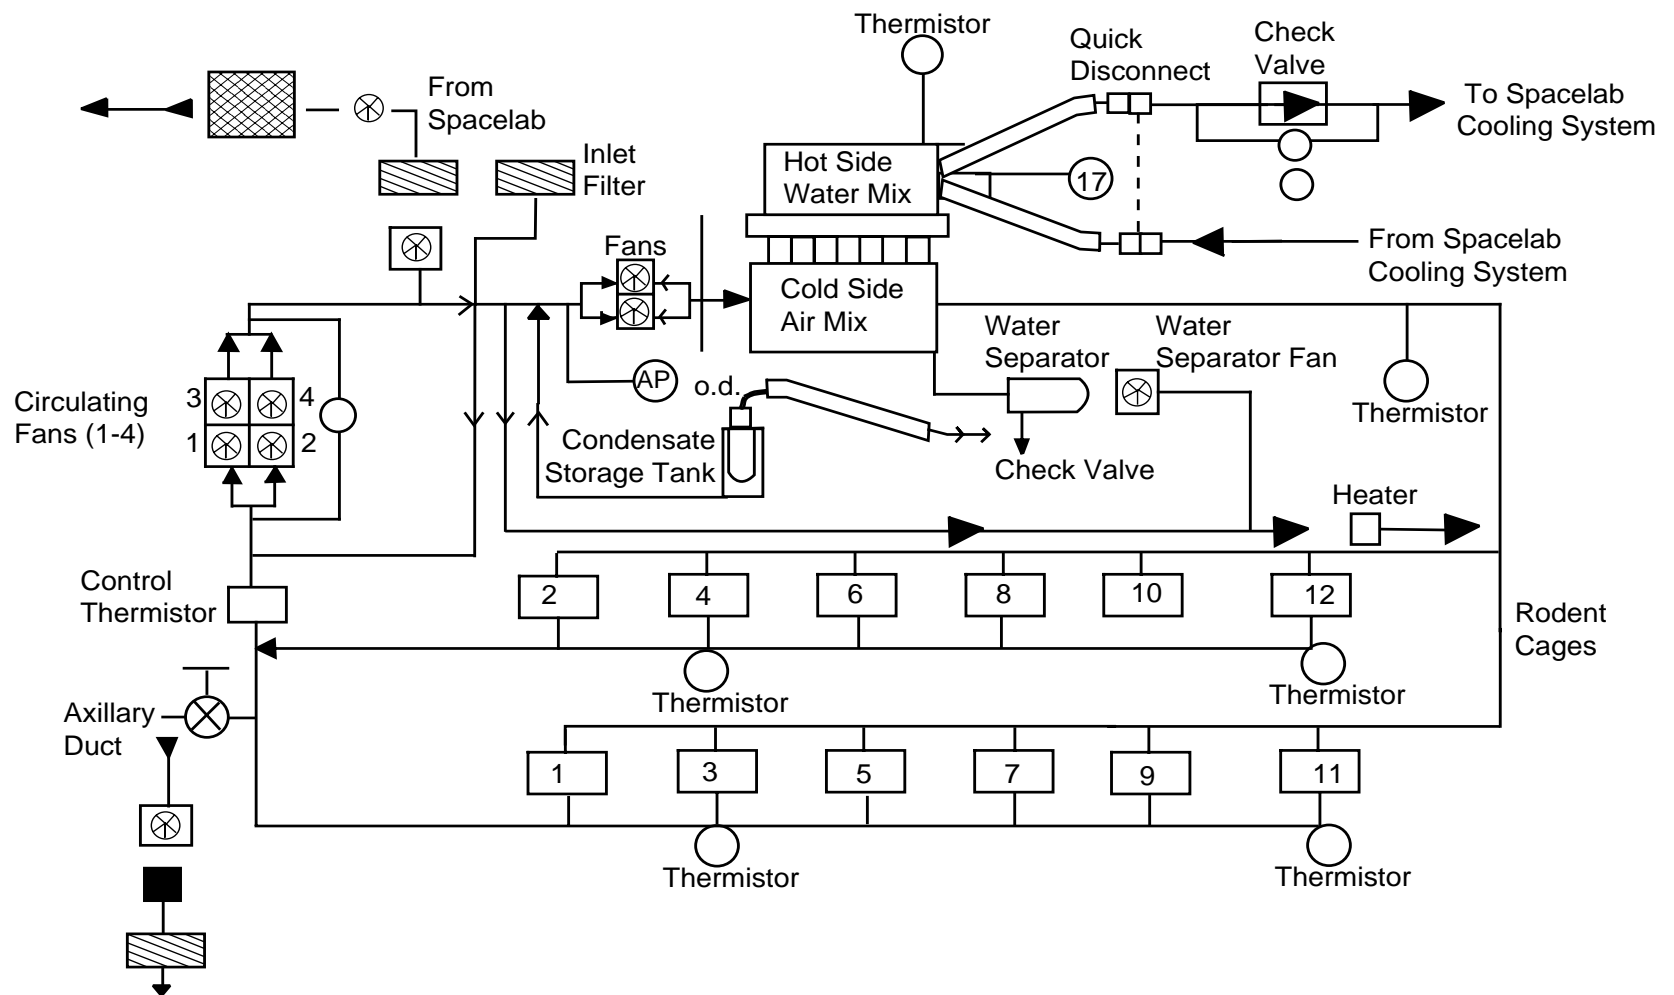 Thermistor
Quick
Disconnect
Check
Valve
To Spacelab
Cooling System
From
Spacelab
Inlet
Filter
Hot Side
Water Mix
17
From Spacelab
Cooling System
Fans
Cold Side
Air Mix
Water
Separator
Water
Separator Fan
Thermistor
Circulating
Fans (1-4)
3
4
1
2
AP
o.d.
Condensate
Storage Tank
Check Valve
Heater
Control
Thermistor
2
4
6
8
10
12
Rodent
Cages
Thermistor
Thermistor
Axillary
Duct
1
3
5
7
9
11
Thermistor
Thermistor